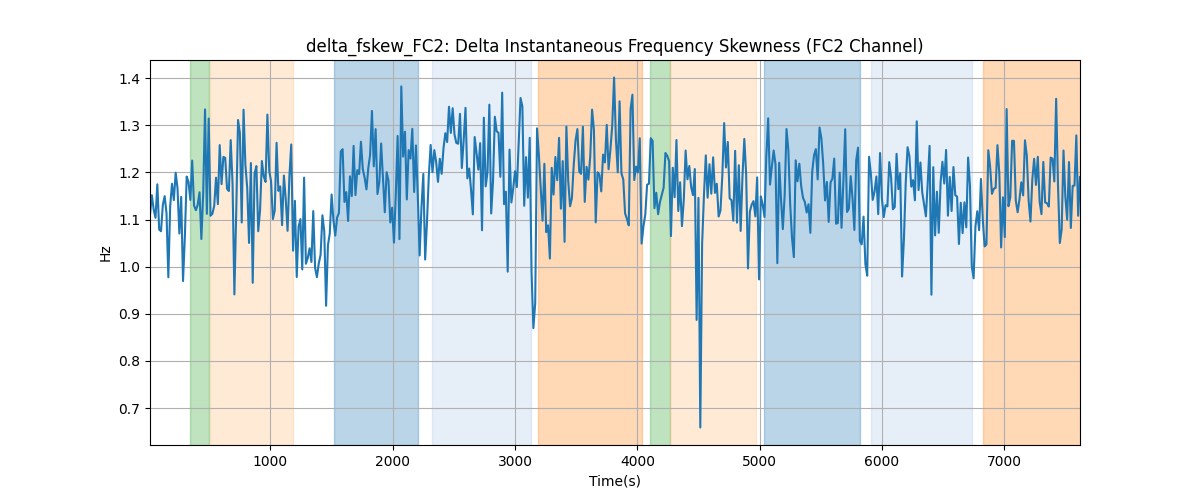 delta_fskew_FC2: Delta Instantaneous Frequency Skewness (FC2 Channel)
1.4
1.3
1.2
1.1
1.0
0.9
0.8
0.7
Hz
1000 2000 3000 4000 5000 6000 7000
Time(s)